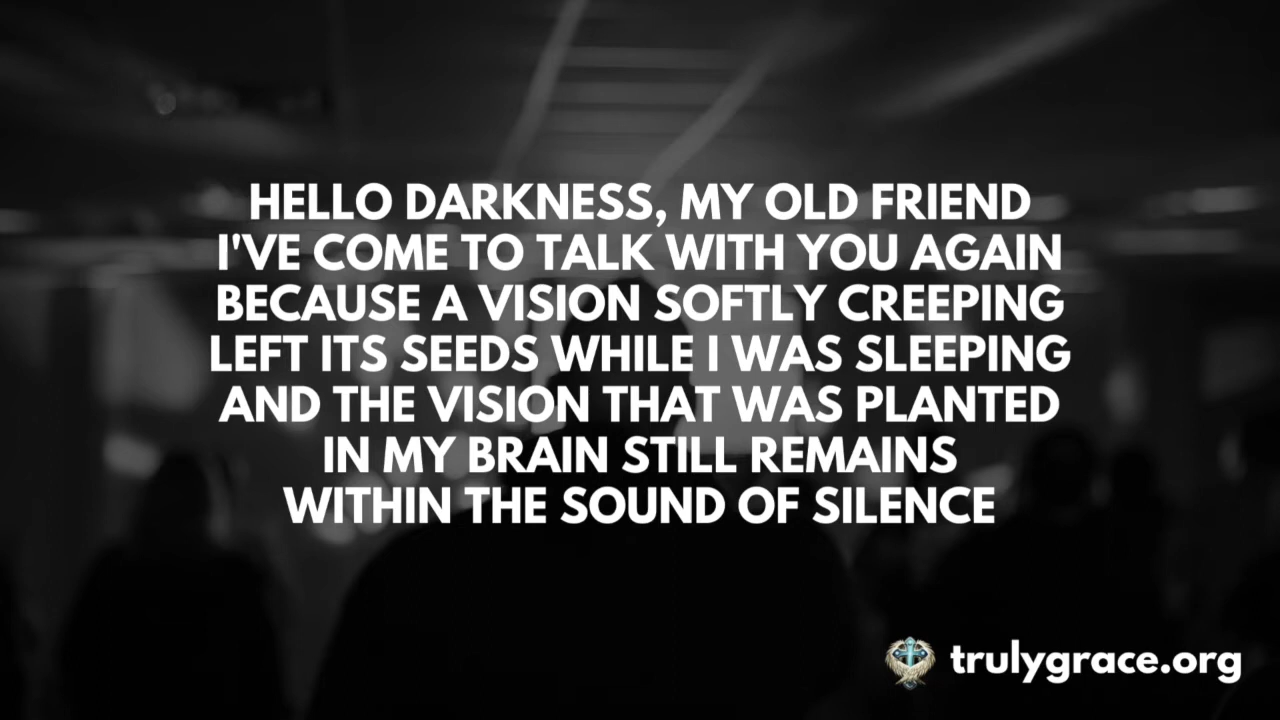 HELLO DARKNESS, MY OLD FRIEND
I'VE COME TO TALK WITH YOU AGAIN
BECAUSE A VISION SOFTLY CREEPING
LEFT ITS SEEDS WHILE I WAS SLEEPING
AND THE VISION THAT WAS PLANTED
IN MY BRAIN STILL REMAINS
WITHIN THE SOUND OF SILENCE
trulygrace.org